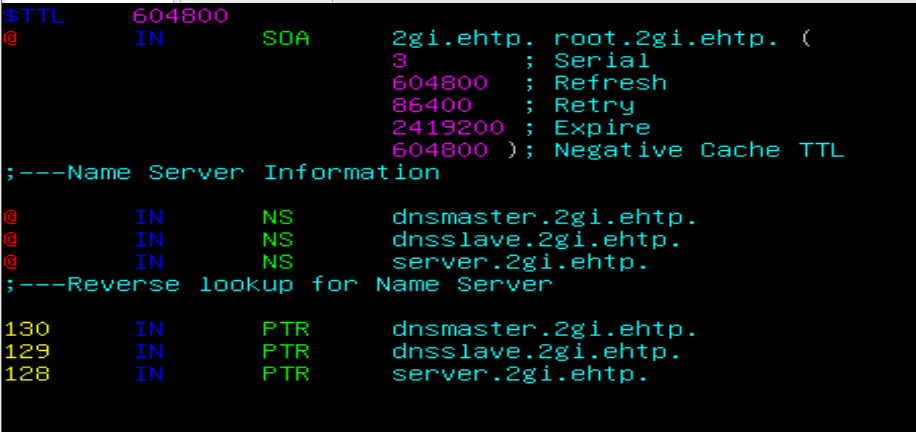 $TTL 604800
@ IN SOA 2gi.ehtp. root.2gi.ehtp. (
3 ; Serial
604800 ; Refresh
86400 ; Retry
2419200 ; Expire
604800 ); Negative Cache TTL
;---Name Server Information
@ IN NS dnsmaster.2gi.ehtp.
@ IN NS dnsslave.2gi.ehtp.
@ IN NS server.2gi.ehtp.
;---Reverse lookup for Name Server
130 IN PTR dnsmaster.2gi.ehtp.
129 IN PTR dnsslave.2gi.ehtp.
128 IN PTR server.2gi.ehtp.